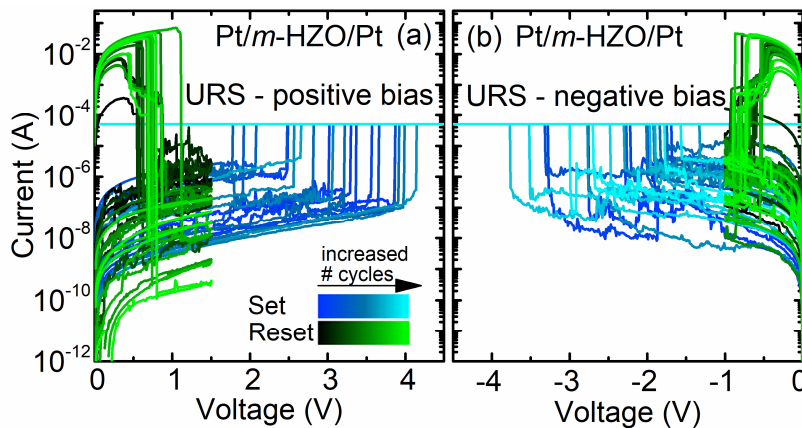 Pt/m-HZO/Pt (a)
URS - positive bias
increased
# cycles
Set
Reset
Current (A)
10⁻²
10⁻⁴
10⁻⁶
10⁻⁸
10⁻¹⁰
10⁻¹²
0 1 2 3 4
Voltage (V)
(b) Pt/m-HZO/Pt
URS - negative bias
-4 -3 -2 -1 0
Voltage (V)